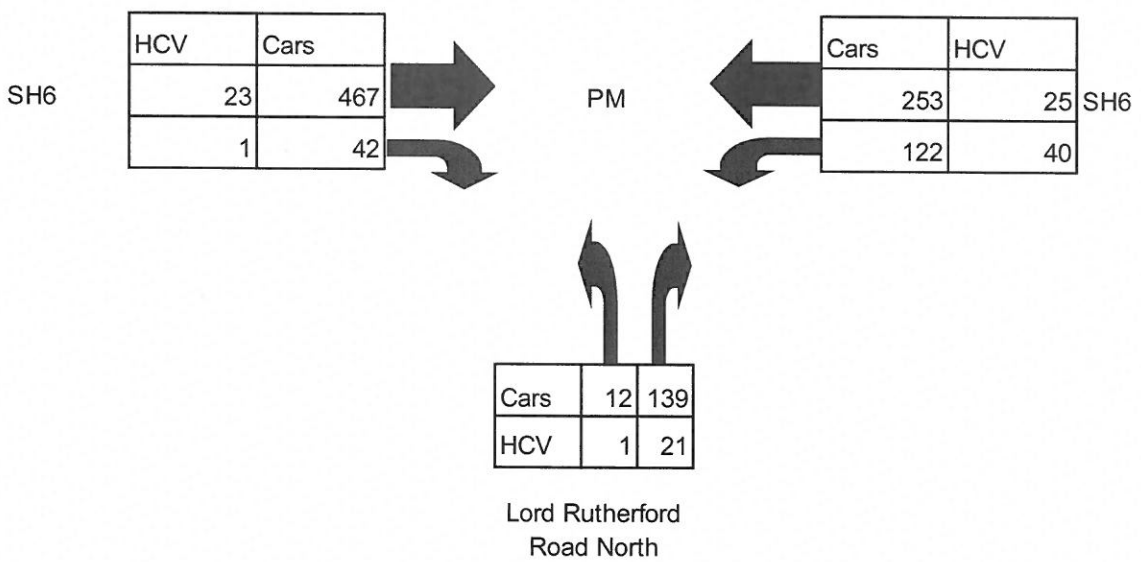 HCV Cars
Cars HCV
SH6 23 467 PM 253 25 SH6
1 42 122 40
Cars 12 139
HCV 1 21
Lord Rutherford
Road North